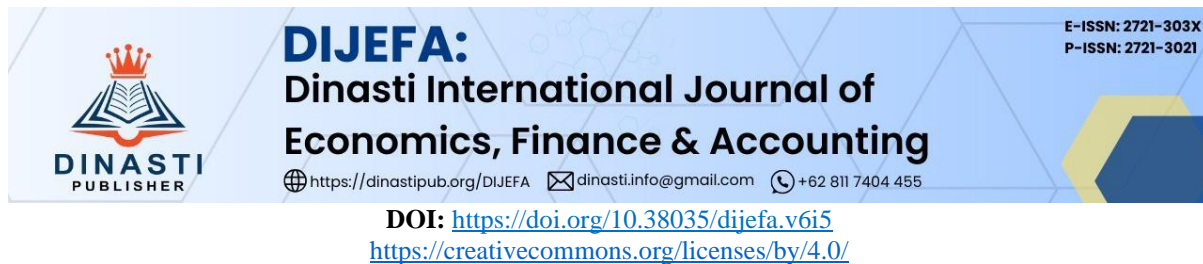 E-ISSN: 2721-303X
P-ISSN: 2721-3021
DIJEFA:
Dinasti International Journal of
Economics, Finance & Accounting
DINASTI
PUBLISHER
https://dinastipub.org/DIJEFA dinasti.info@gmail.com +62 811 7404 455
DOI: https://doi.org/10.38035/dijefa.v6i5
https://creativecommons.org/licenses/by/4.0/